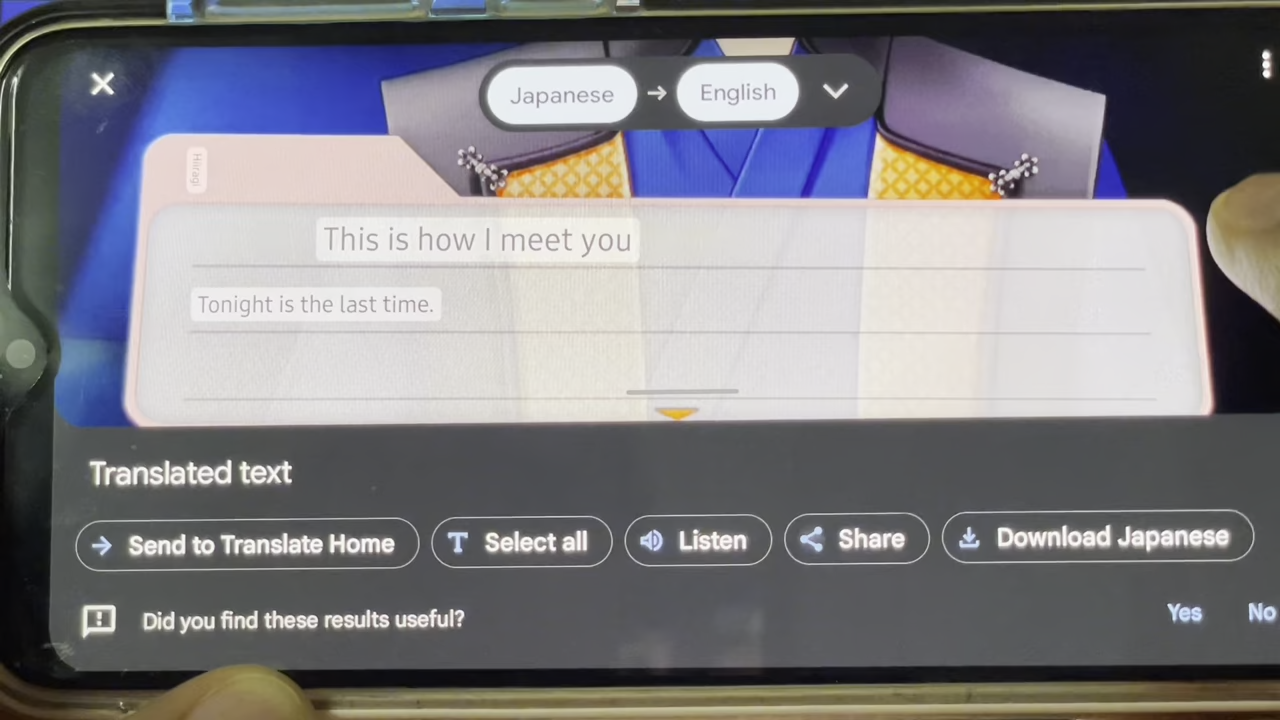 Japanese → English
Hiiragi
This is how I meet you
Tonight is the last time.
Translated text
Send to Translate Home
Select all
Listen
Share
Download Japanese
Did you find these results useful?
Yes
No